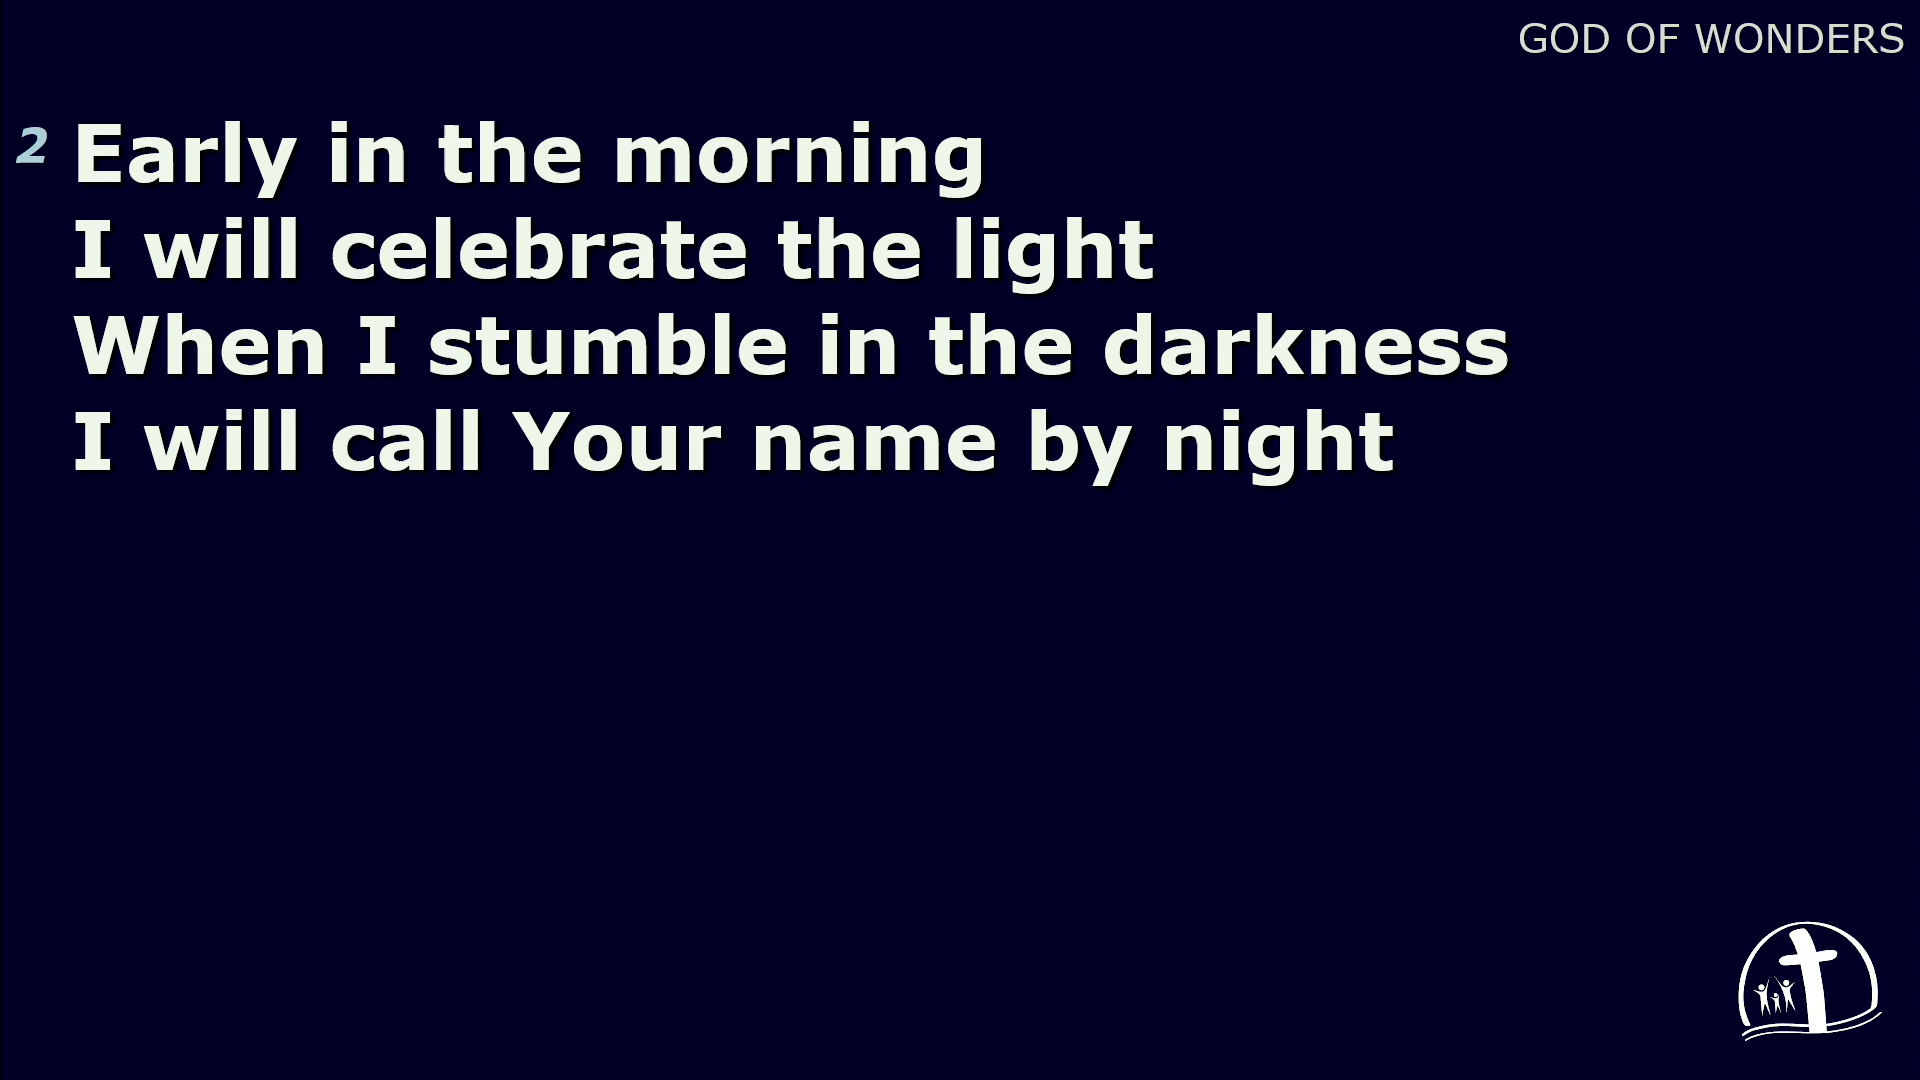 GOD OF WONDERS
2 Early in the morning
I will celebrate the light
When I stumble in the darkness
I will call Your name by night